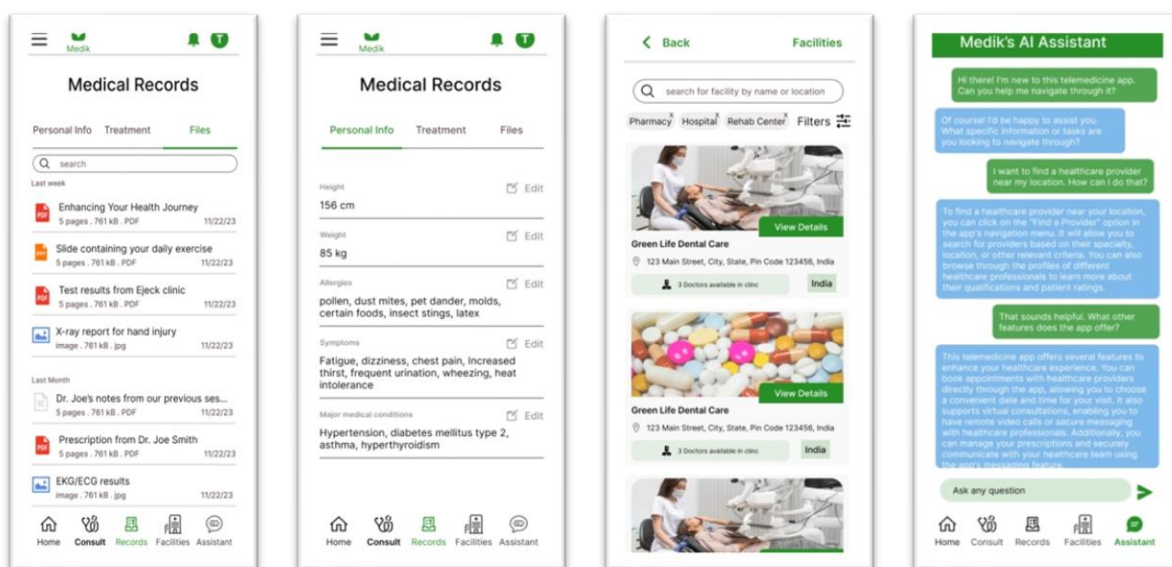 Medik
T
Medical Records
Personal Info Treatment Files
search
Last week
PDF
Enhancing Your Health Journey
5 pages . 761 kB . PDF 11/22/23
PPT
Slide containing your daily exercise
5 pages . 761 kB . PDF 11/22/23
PDF
Test results from Ejeck clinic
5 pages . 761 kB . PDF 11/22/23
X-ray report for hand injury
image . 761 kB . jpg 11/22/23
Last Month
Dr. Joe's notes from our previous ses...
5 pages . 761 kB . PDF 11/22/23
PDF
Prescription from Dr. Joe Smith
5 pages . 761 kB . PDF 11/22/23
EKG/ECG results
image . 761 kB . jpg 11/22/23
Home Consult Records Facilities Assistant
Medik
T
Medical Records
Personal Info Treatment Files
Height Edit
156 cm
Weight Edit
85 kg
Allergies Edit
pollen, dust mites, pet dander, molds,
certain foods, insect stings, latex
Symptoms Edit
Fatigue, dizziness, chest pain, Increased
thirst, frequent urination, wheezing, heat
intolerance
Major medical conditions Edit
Hypertension, diabetes mellitus type 2,
asthma, hyperthyroidism
Home Consult Records Facilities Assistant
Back Facilities
search for facility by name or location
Pharmacy x Hospital x Rehab Center x Filters
View Details
Green Life Dental Care
123 Main Street, City, State, Pin Code 123456, India
3 Doctors available in clinc India
View Details
Green Life Dental Care
123 Main Street, City, State, Pin Code 123456, India
3 Doctors available in clinc India
Medik's AI Assistant
Hi there! I'm new to this telemedicine app.
Can you help me navigate through it?
Of course! I'd be happy to assist you.
What specific information or tasks are
you looking to navigate through?
I want to find a healthcare provider
near my location. How can I do that?
To find a healthcare provider near your location,
you can click on the "Find a Provider" option in
the app's navigation menu. It will allow you to
search for providers based on their specialty,
location, or other relevant criteria. You can also
browse through the profiles of different
healthcare professionals to learn more about
their qualifications and patient ratings.
That sounds helpful. What other
features does the app offer?
This telemedicine app offers several features to
enhance your healthcare experience. You can
book appointments with healthcare providers
directly through the app, allowing you to choose
a convenient date and time for your visit. It also
supports virtual consultations, enabling you to
have remote video calls or secure messaging
with healthcare professionals. Additionally, you
can manage your prescriptions and securely
communicate with your healthcare team using
the app's messaging feature.
Ask any question
Home Consult Records Facilities Assistant